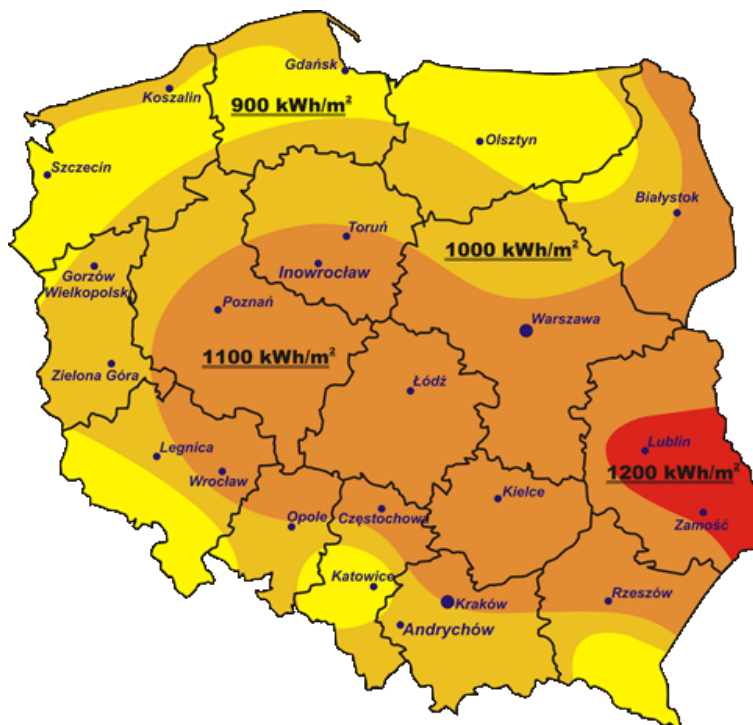 Gdańsk
Koszalin
900 kWh/m²
Olsztyn
Szczecin
Białystok
Toruń
1000 kWh/m²
Gorzów
Wielkopolski
Inowrocław
Poznań
Warszawa
1100 kWh/m²
Zielona Góra
Łódź
Legnica
Lublin
Wrocław
1200 kWh/m²
Kielce
Opole
Częstochowa
Zamość
Katowice
Kraków
Rzeszów
Andrychów